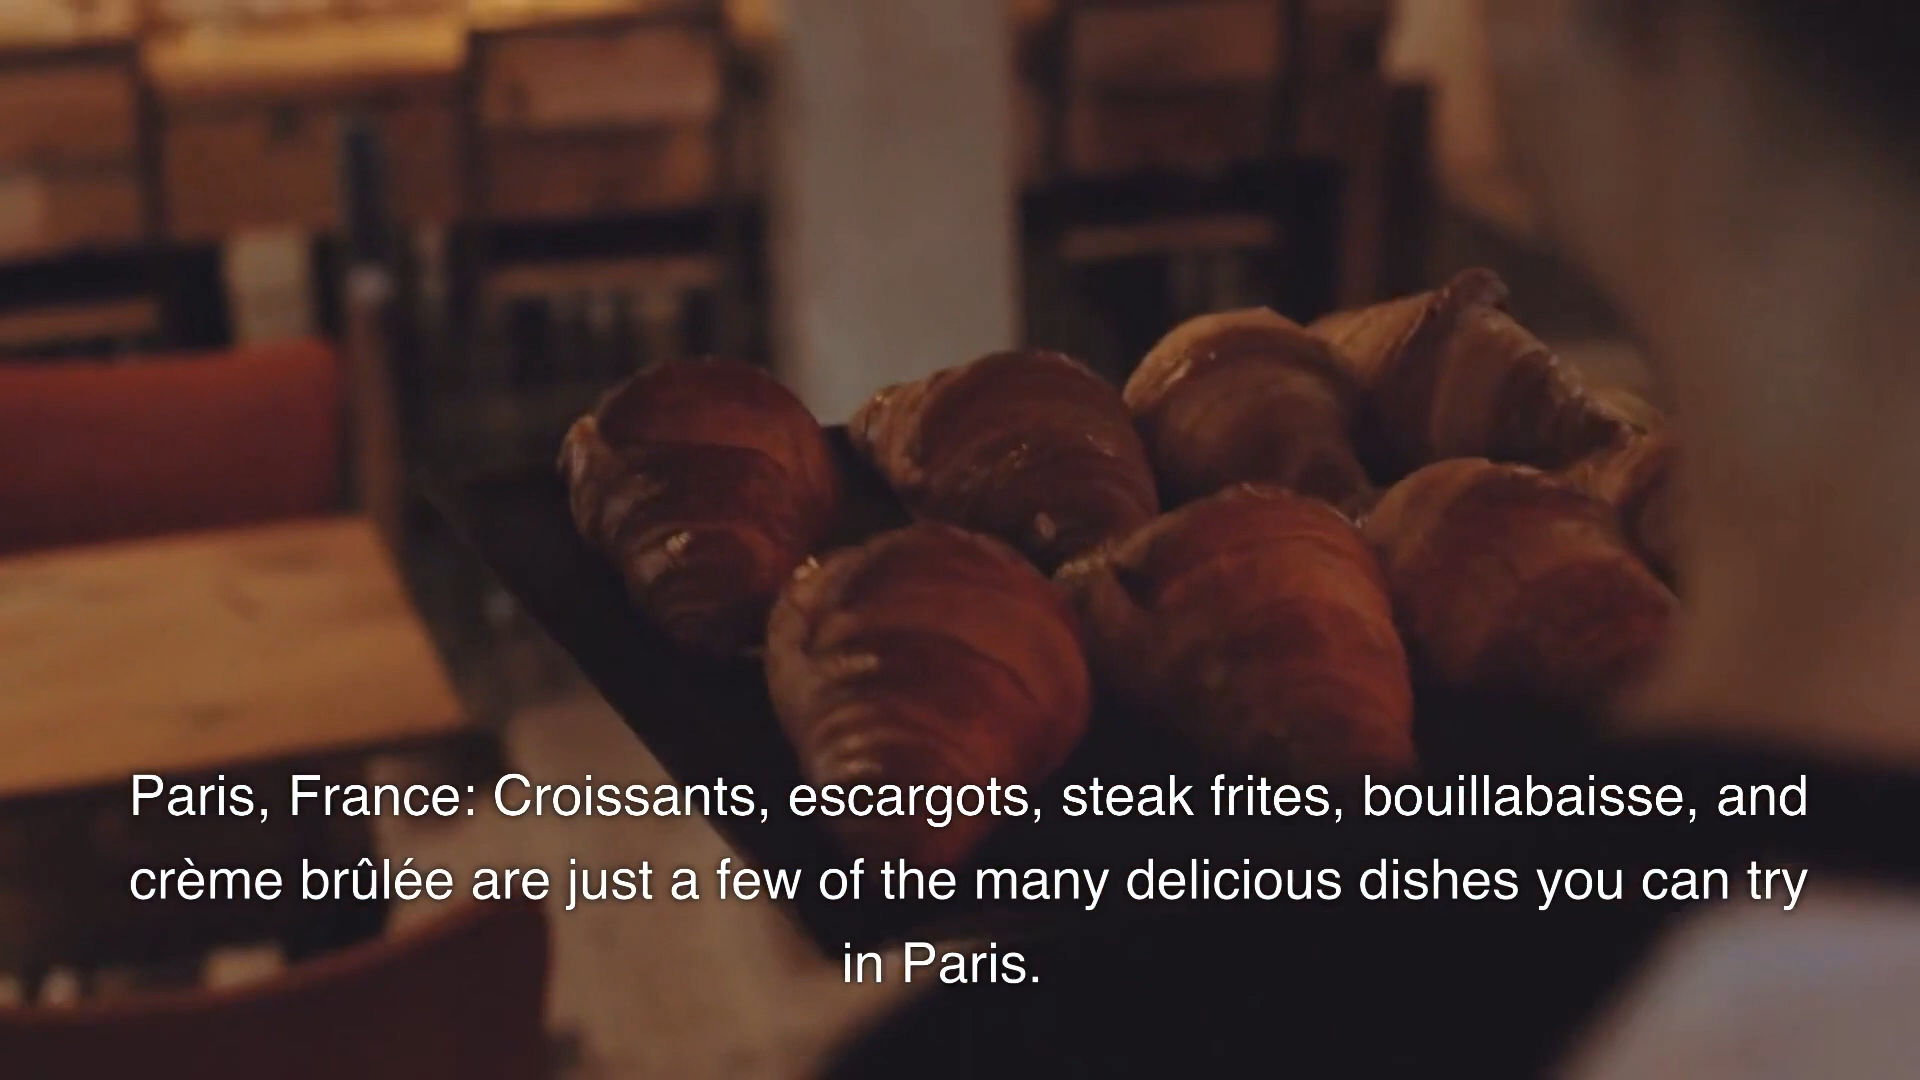 Paris, France: Croissants, escargots, steak frites, bouillabaisse, and
crème brûlée are just a few of the many delicious dishes you can try
in Paris.